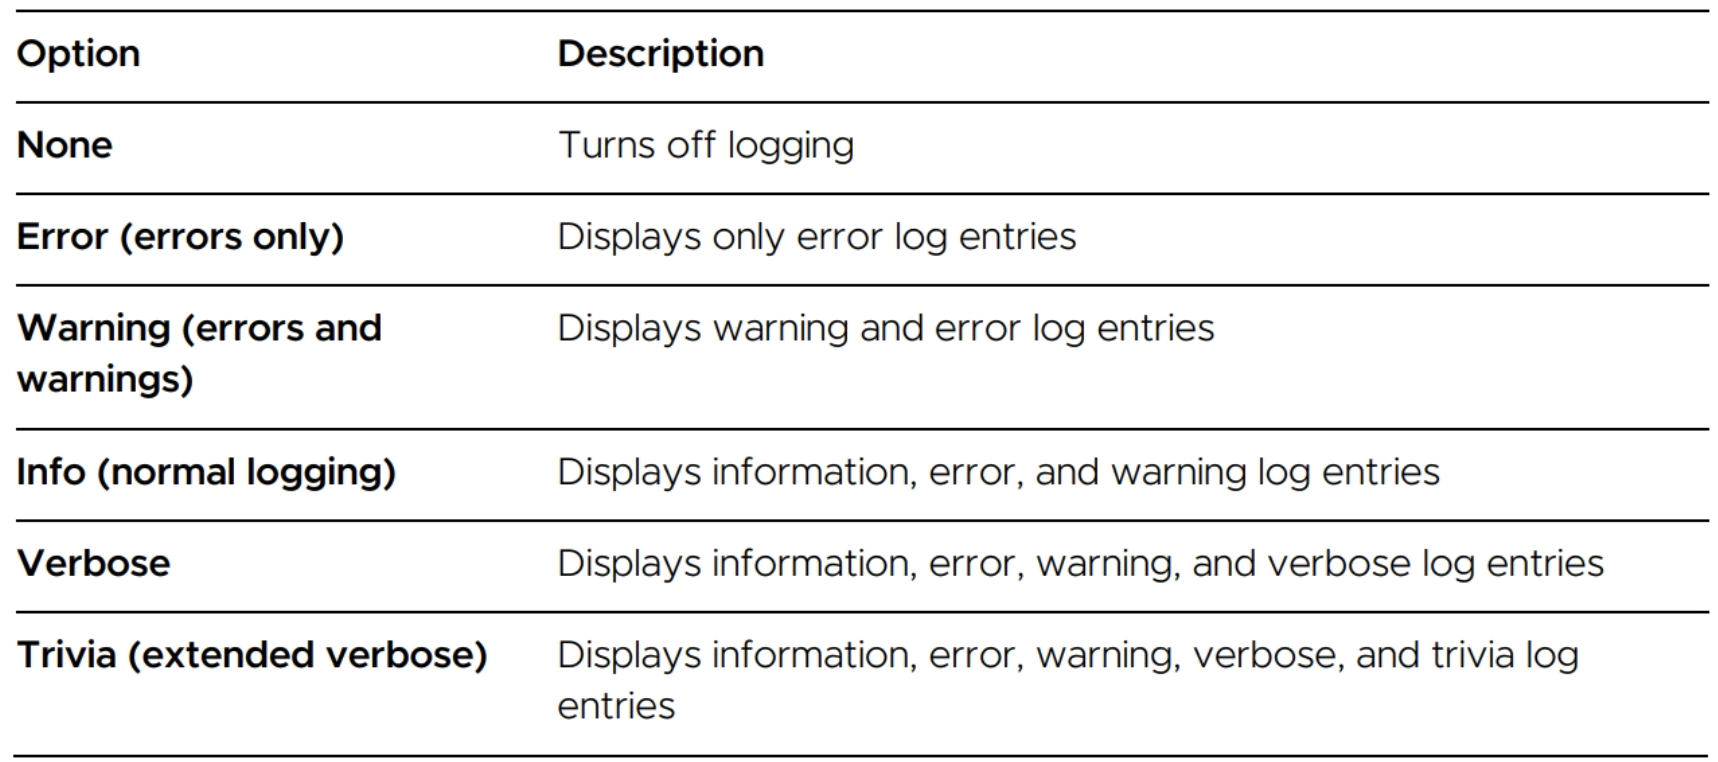 Option Description
None Turns off logging
Error (errors only) Displays only error log entries
Warning (errors and Displays warning and error log entries
warnings)
Info (normal logging) Displays information, error, and warning log entries
Verbose Displays information, error, warning, and verbose log entries
Trivia (extended verbose) Displays information, error, warning, verbose, and trivia log
entries